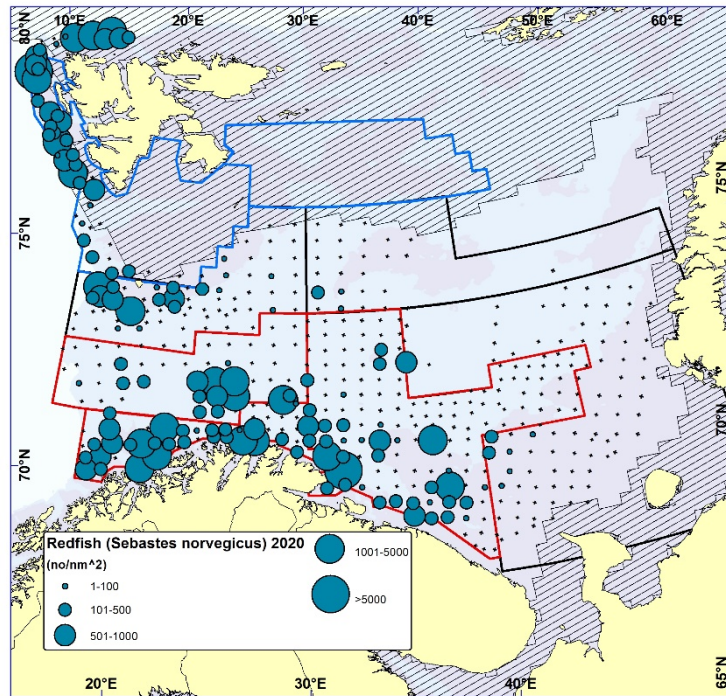 10°E 20°E 30°E 40°E 50°E 60°E
80°N
75°N
75°N
70°N
70°N
65°N
Redfish (Sebastes norvegicus) 2020
(no/nm^2)
1-100
101-500
501-1000
1001-5000
>5000
20°E 30°E 40°E